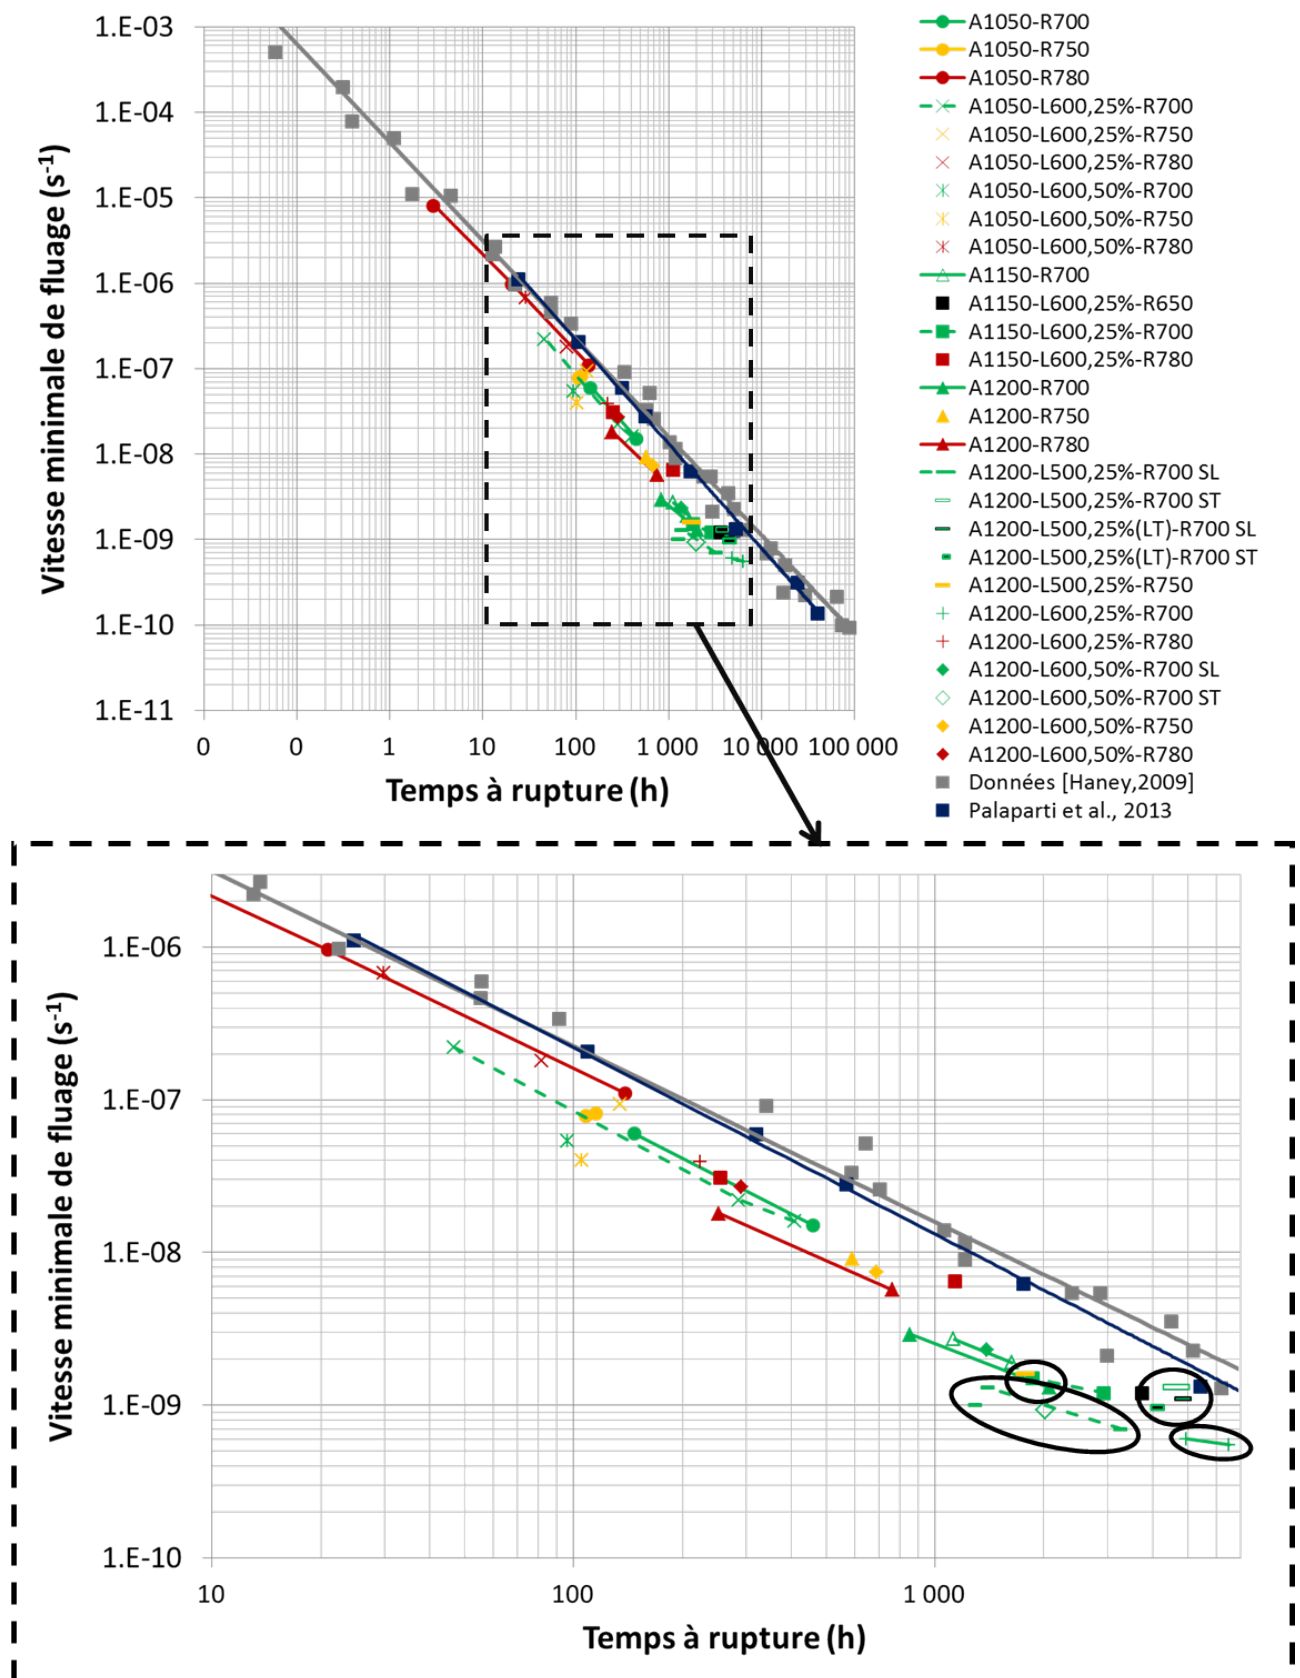 1.E-03
1.E-04
1.E-05
1.E-06
1.E-07
1.E-08
1.E-09
1.E-10
1.E-11
Vitesse minimale de fluage (s-1)
0 0 1 10 100 1 000 10 000 100 000
Temps à rupture (h)
A1050-R700
A1050-R750
A1050-R780
A1050-L600,25%-R700
A1050-L600,25%-R750
A1050-L600,25%-R780
A1050-L600,50%-R700
A1050-L600,50%-R750
A1050-L600,50%-R780
A1150-R700
A1150-L600,25%-R650
A1150-L600,25%-R700
A1150-L600,25%-R780
A1200-R700
A1200-R750
A1200-R780
A1200-L500,25%-R700 SL
A1200-L500,25%-R700 ST
A1200-L500,25%(LT)-R700 SL
A1200-L500,25%(LT)-R700 ST
A1200-L500,25%-R750
A1200-L600,25%-R700
A1200-L600,25%-R780
A1200-L600,50%-R700 SL
A1200-L600,50%-R700 ST
A1200-L600,50%-R750
A1200-L600,50%-R780
Données [Haney,2009]
Palaparti et al., 2013
1.E-06
1.E-07
1.E-08
1.E-09
1.E-10
Vitesse minimale de fluage (s-1)
10 100 1 000
Temps à rupture (h)